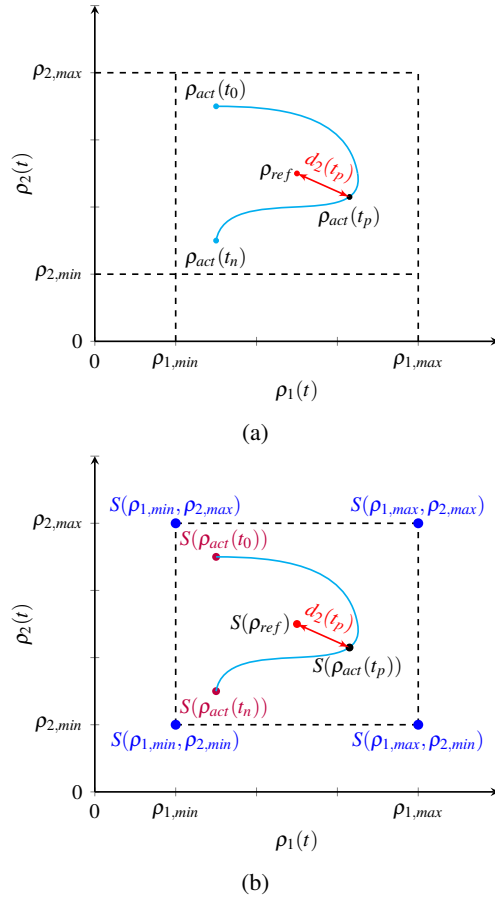 ρ2,max
ρact(t0)
ρ2(t)
ρref
d2(tp)
ρact(tp)
ρact(tn)
ρ2,min
0
0
ρ1,min
ρ1,max
ρ1(t)
(a)
S(ρ1,min, ρ2,max)
S(ρ1,max, ρ2,max)
ρ2,max
S(ρact(t0))
ρ2(t)
S(ρref)
d2(tp)
S(ρact(tp))
S(ρact(tn))
ρ2,min
S(ρ1,min, ρ2,min)
S(ρ1,max, ρ2,min)
0
0
ρ1,min
ρ1,max
ρ1(t)
(b)